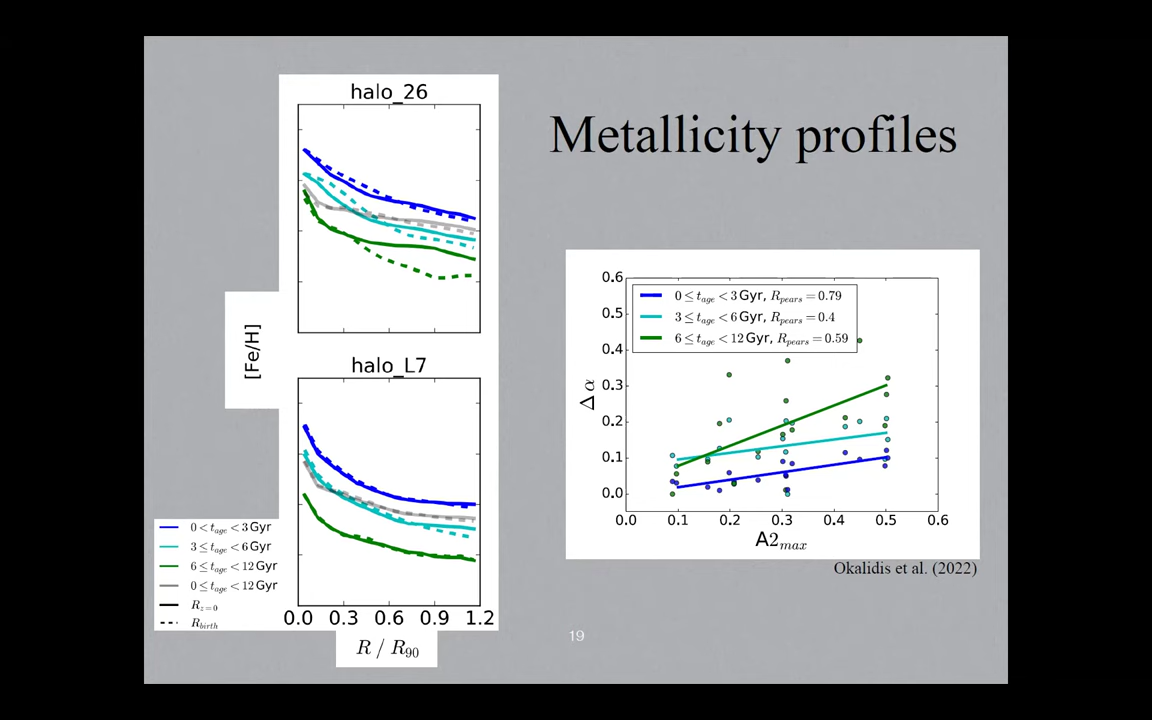 Metallicity profiles
halo_26
[Fe/H]
halo_L7
0 < t_age < 3 Gyr
3 ≤ t_age < 6 Gyr
6 ≤ t_age < 12 Gyr
0 ≤ t_age < 12 Gyr
R_z=0
R_birth
0.0 0.3 0.6 0.9 1.2
R / R_90
0 ≤ t_age < 3 Gyr, R_pears = 0.79
3 ≤ t_age < 6 Gyr, R_pears = 0.4
6 ≤ t_age < 12 Gyr, R_pears = 0.59
0.6
0.5
0.4
0.3
0.2
0.1
0.0
Δα
0.0 0.1 0.2 0.3 0.4 0.5 0.6
A2_max
Okalidis et al. (2022)
19